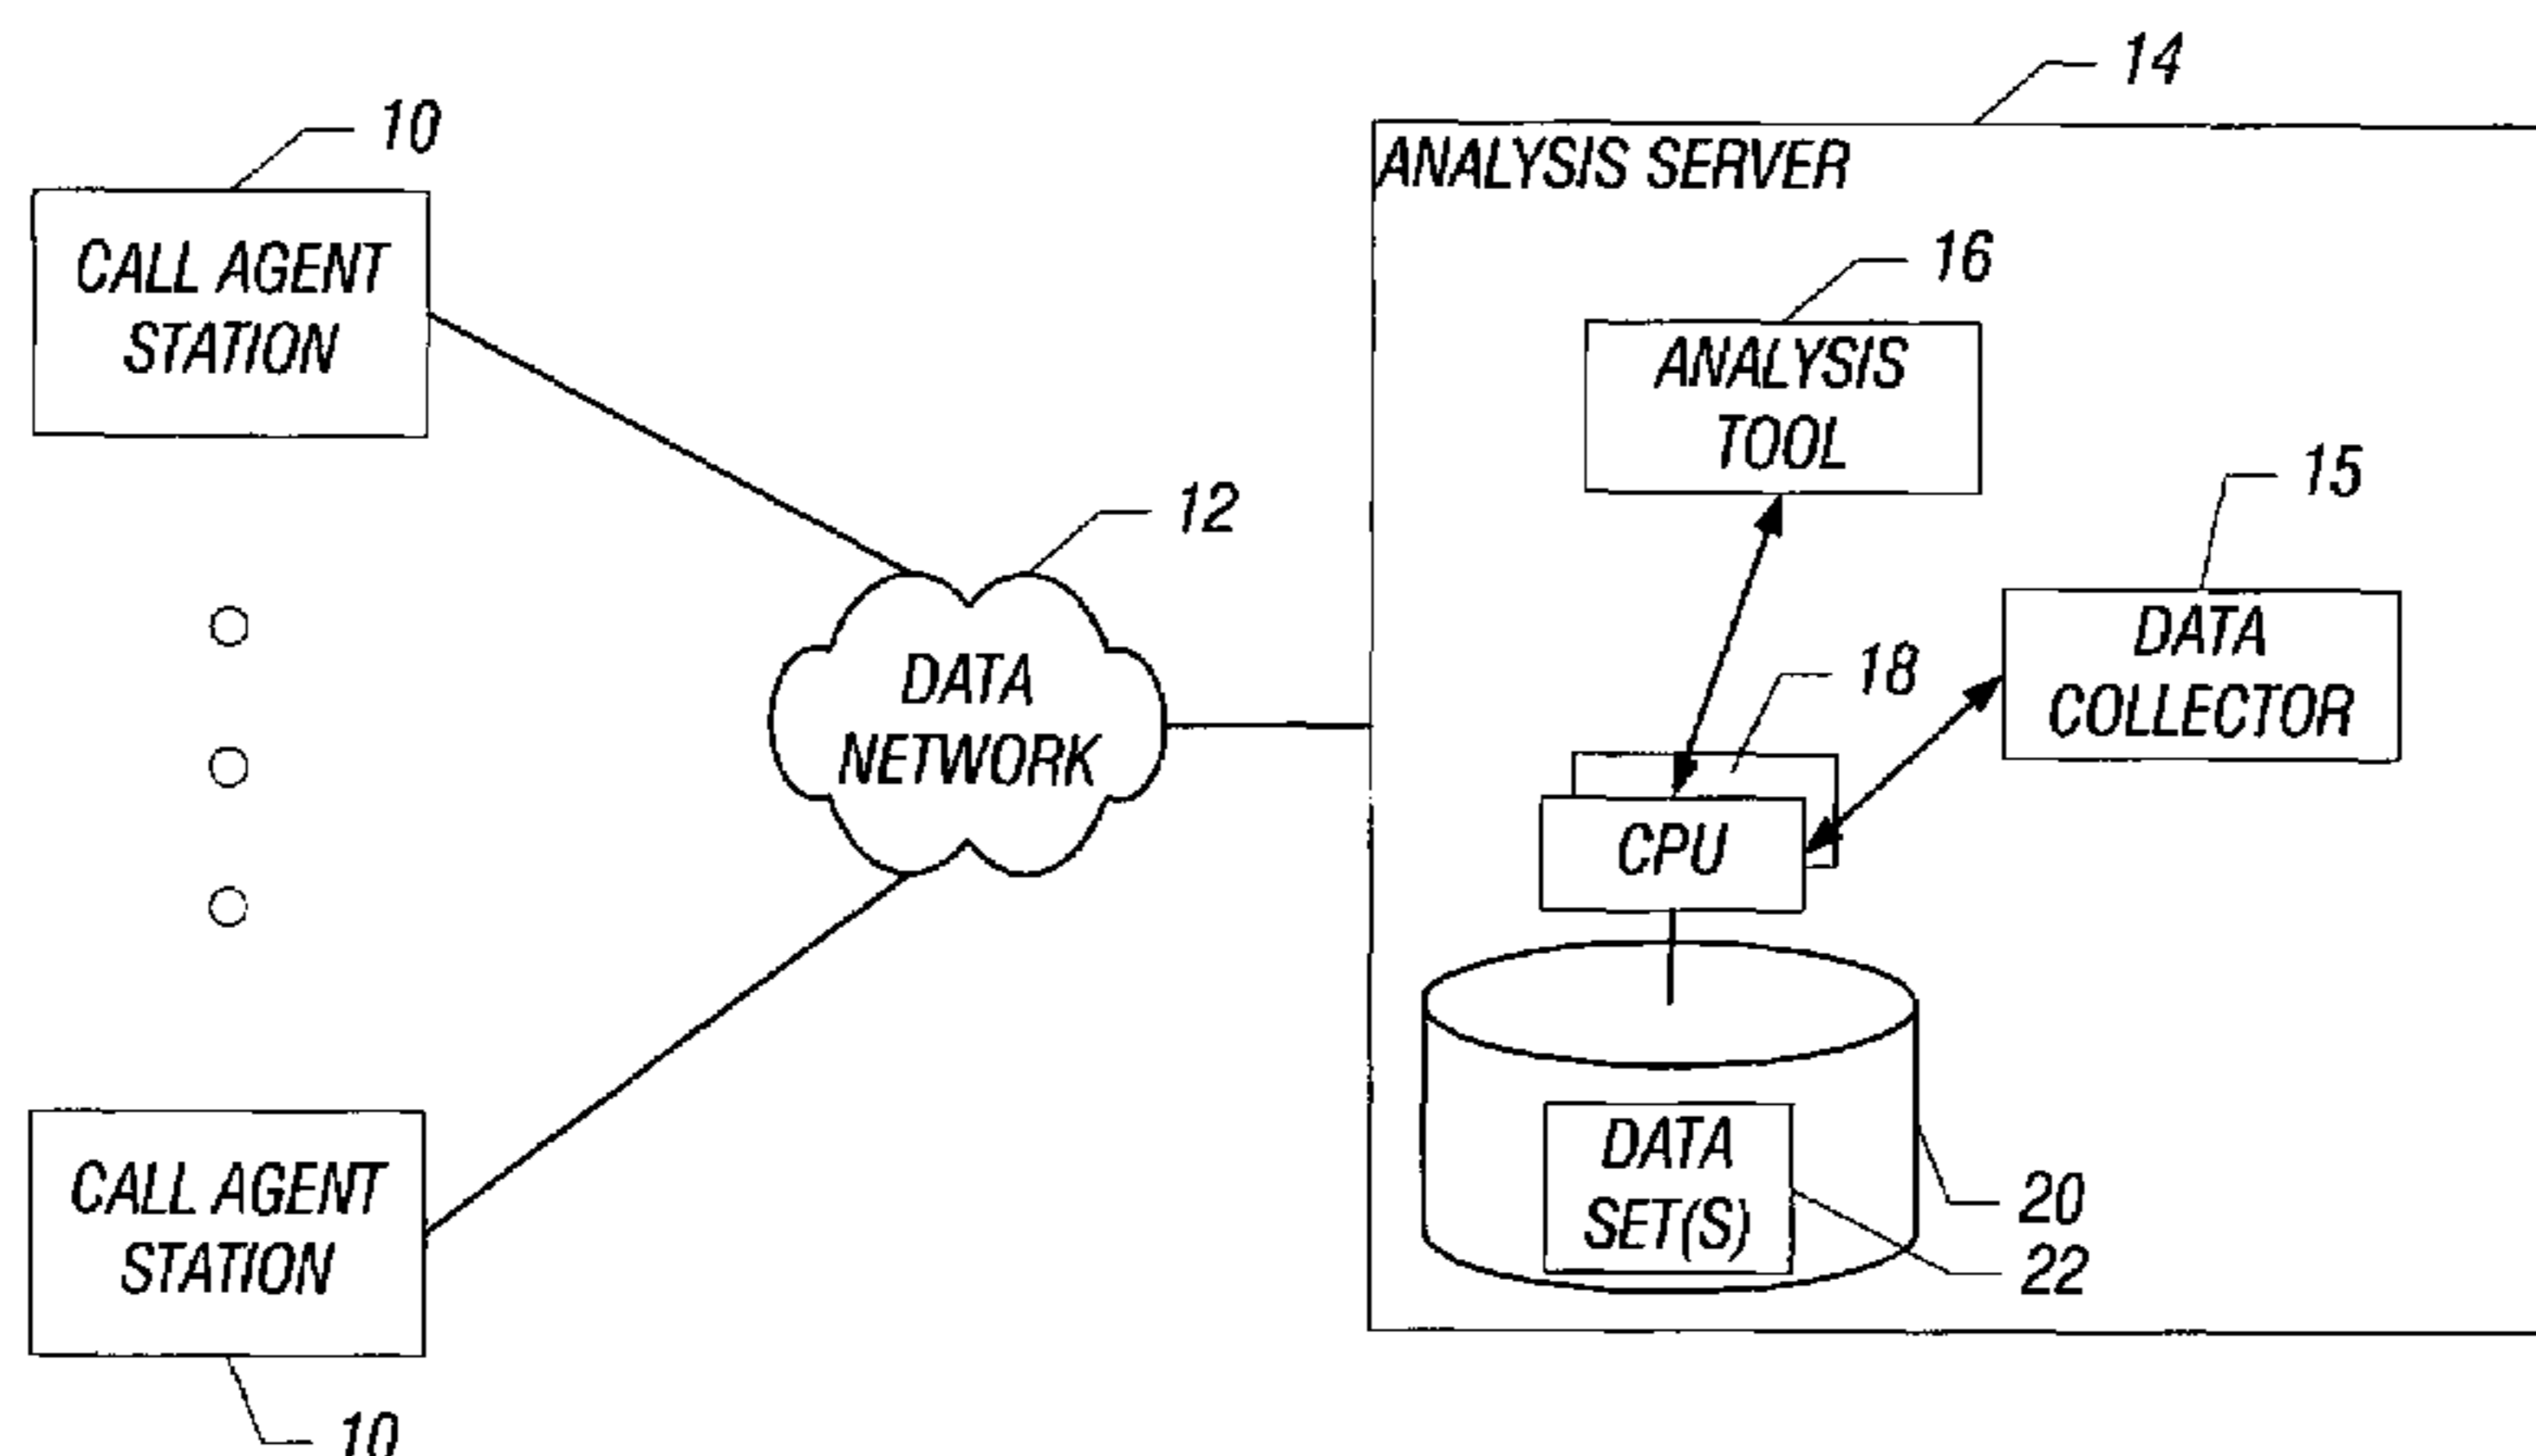 14
10
ANALYSIS SERVER
CALL AGENT
STATION
16
ANALYSIS
TOOL
15
12
DATA
COLLECTOR
18
DATA
NETWORK
CPU
DATA
SET(S)
20
22
CALL AGENT
STATION
10